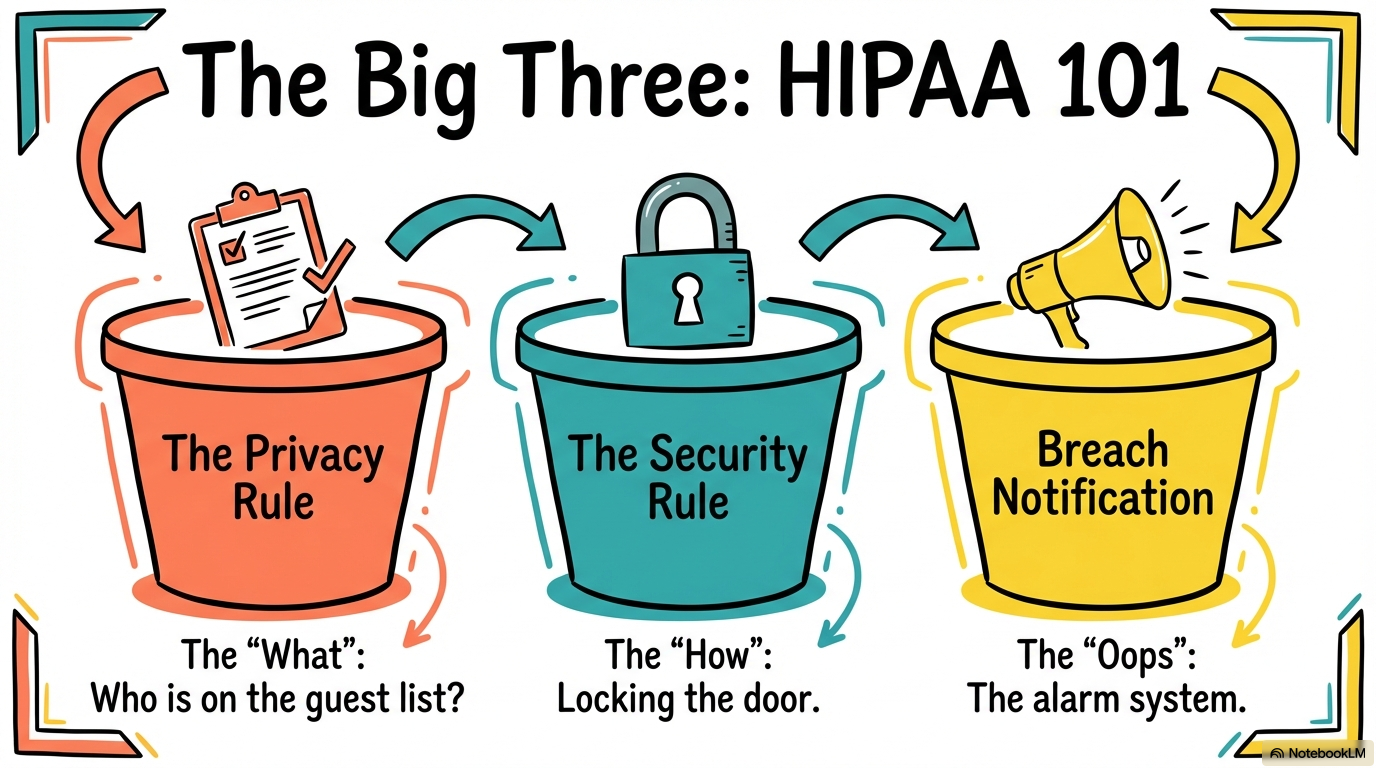 The Big Three: HIPAA 101
The Privacy
Rule
The "What":
Who is on the guest list?
The Security
Rule
The "How":
Locking the door.
Breach
Notification
The "Oops":
The alarm system.
NotebookLM